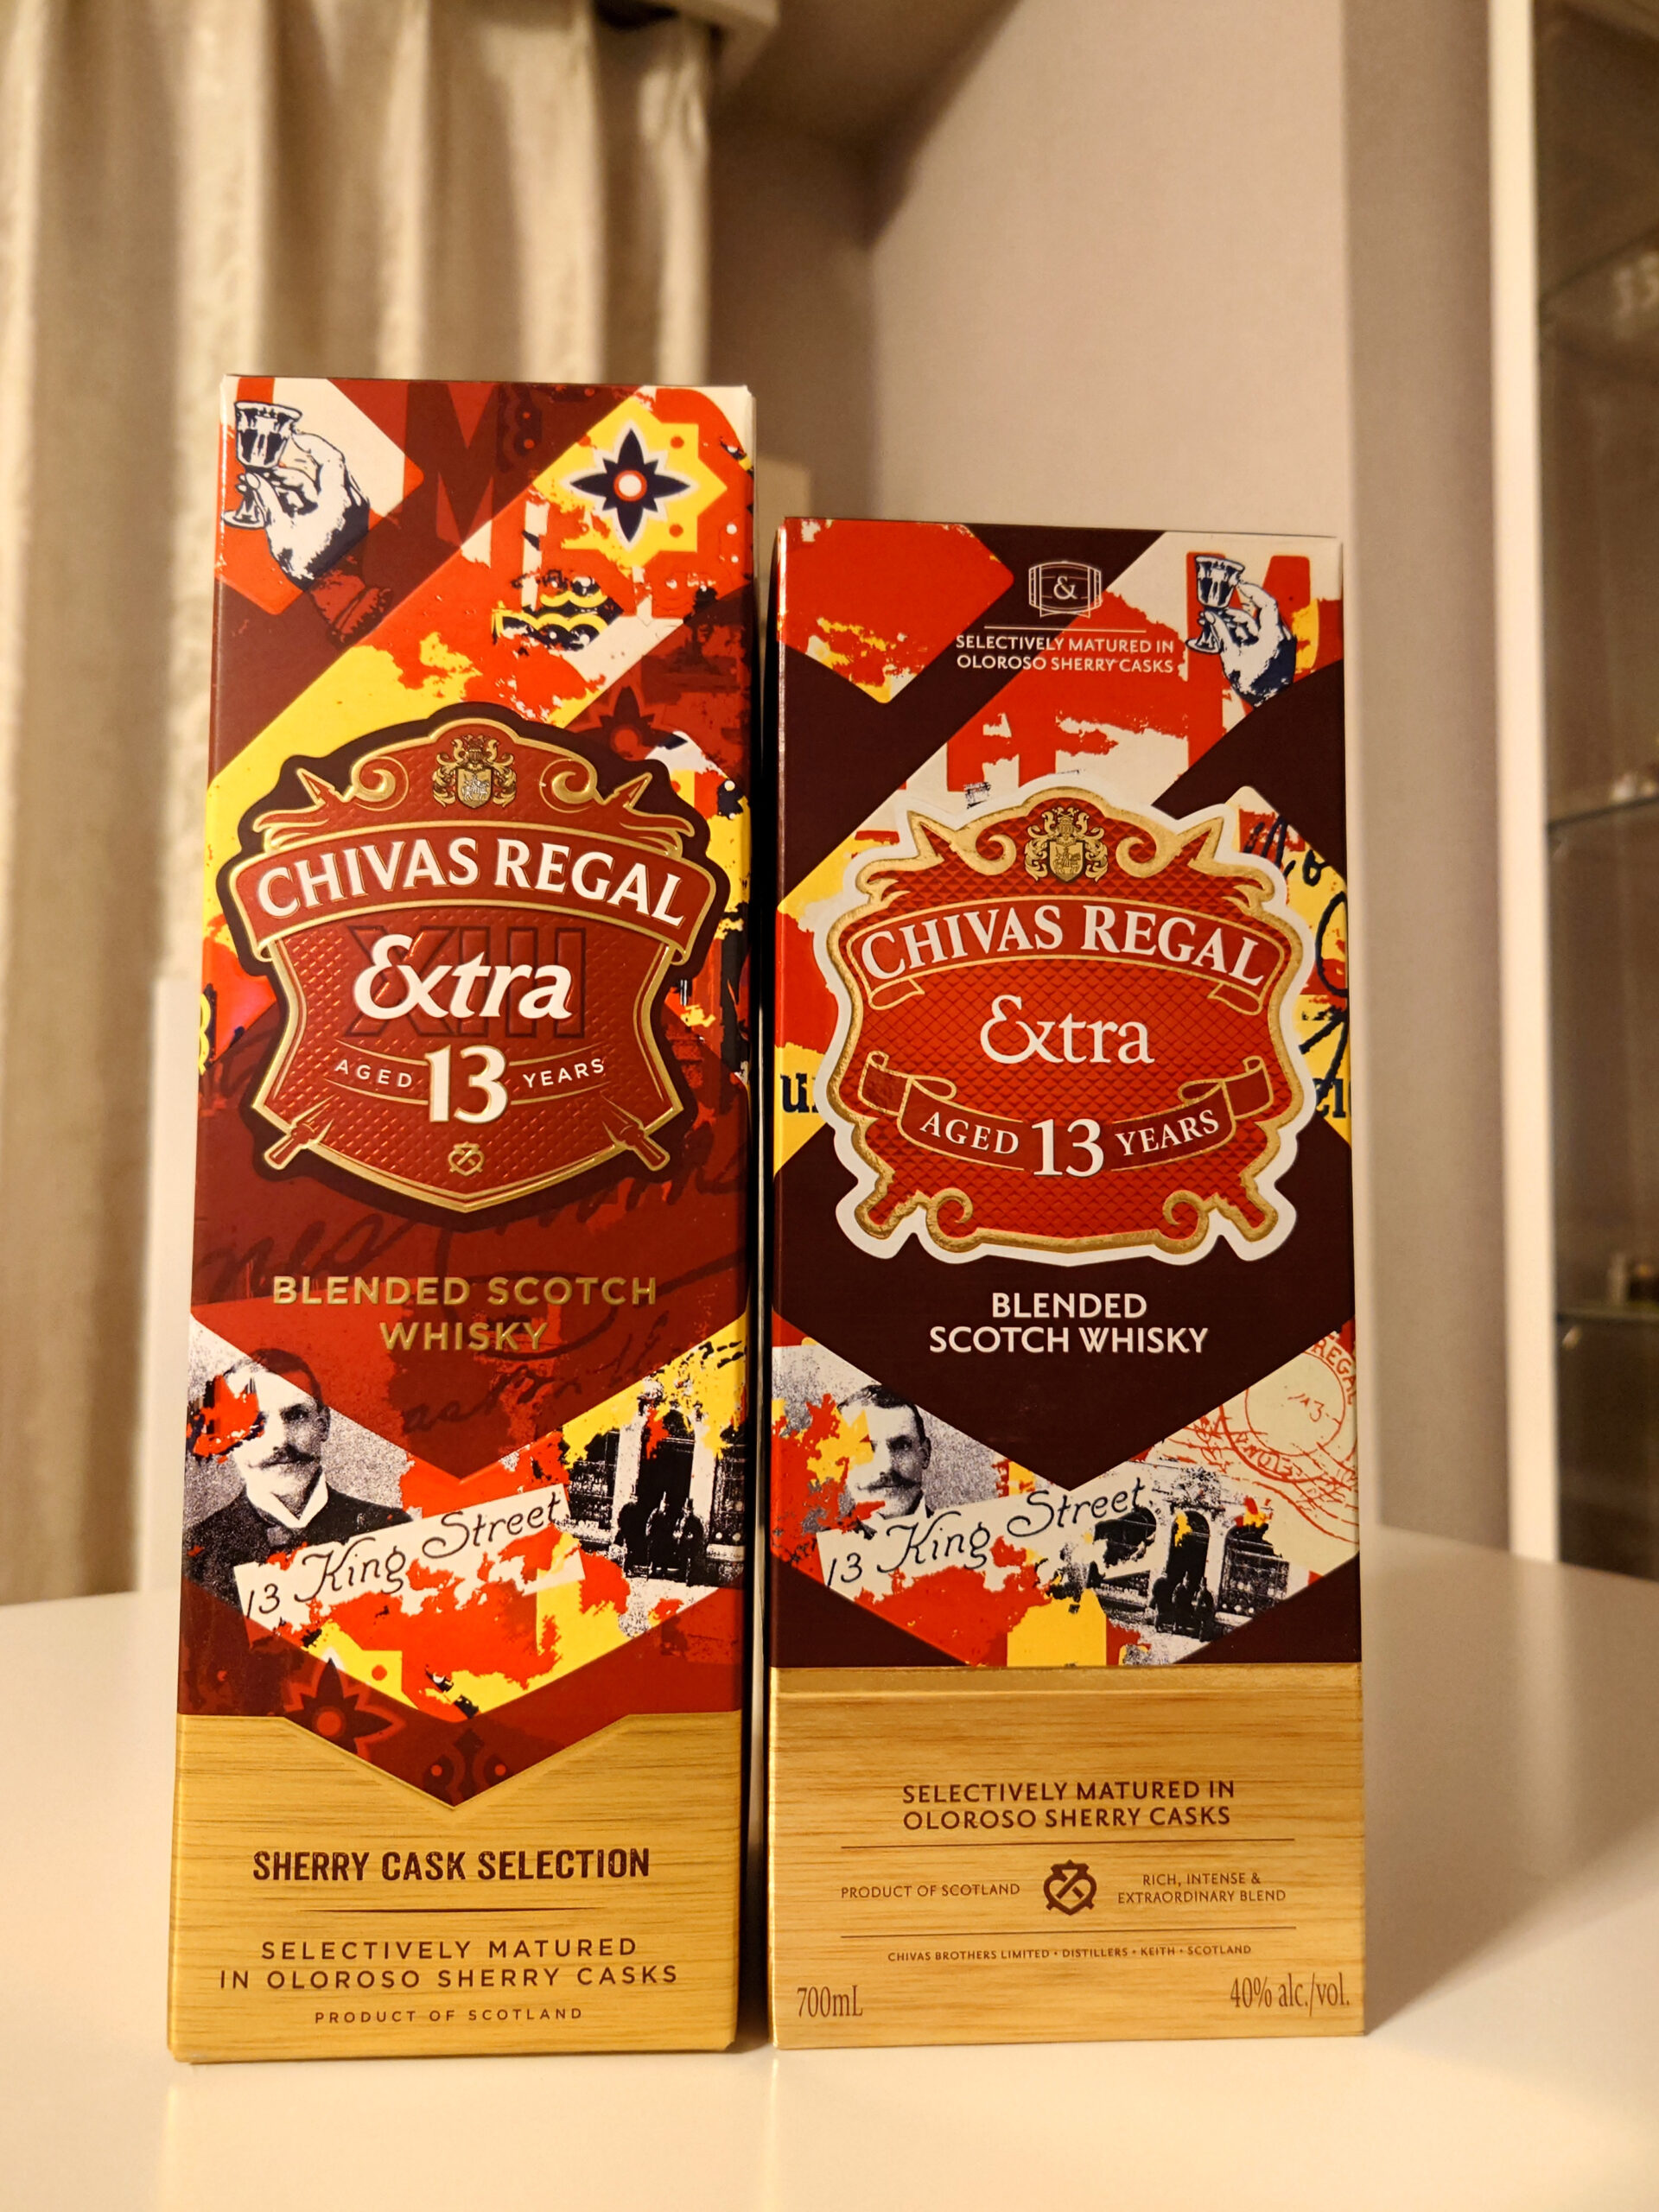 CHIVAS REGAL
XIII
Extra
AGED 13 YEARS
BLENDED SCOTCH
WHISKY
13 King Street
SHERRY CASK SELECTION
SELECTIVELY MATURED
IN OLOROSO SHERRY CASKS
PRODUCT OF SCOTLAND
&
SELECTIVELY MATURED IN
OLOROSO SHERRY CASKS
CHIVAS REGAL
Extra
AGED 13 YEARS
BLENDED
SCOTCH WHISKY
13 King Street
SELECTIVELY MATURED IN
OLOROSO SHERRY CASKS
PRODUCT OF SCOTLAND
RICH, INTENSE &
EXTRAORDINARY BLEND
CHIVAS BROTHERS LIMITED • DISTILLERS • KEITH • SCOTLAND
700mL
40% alc./vol.